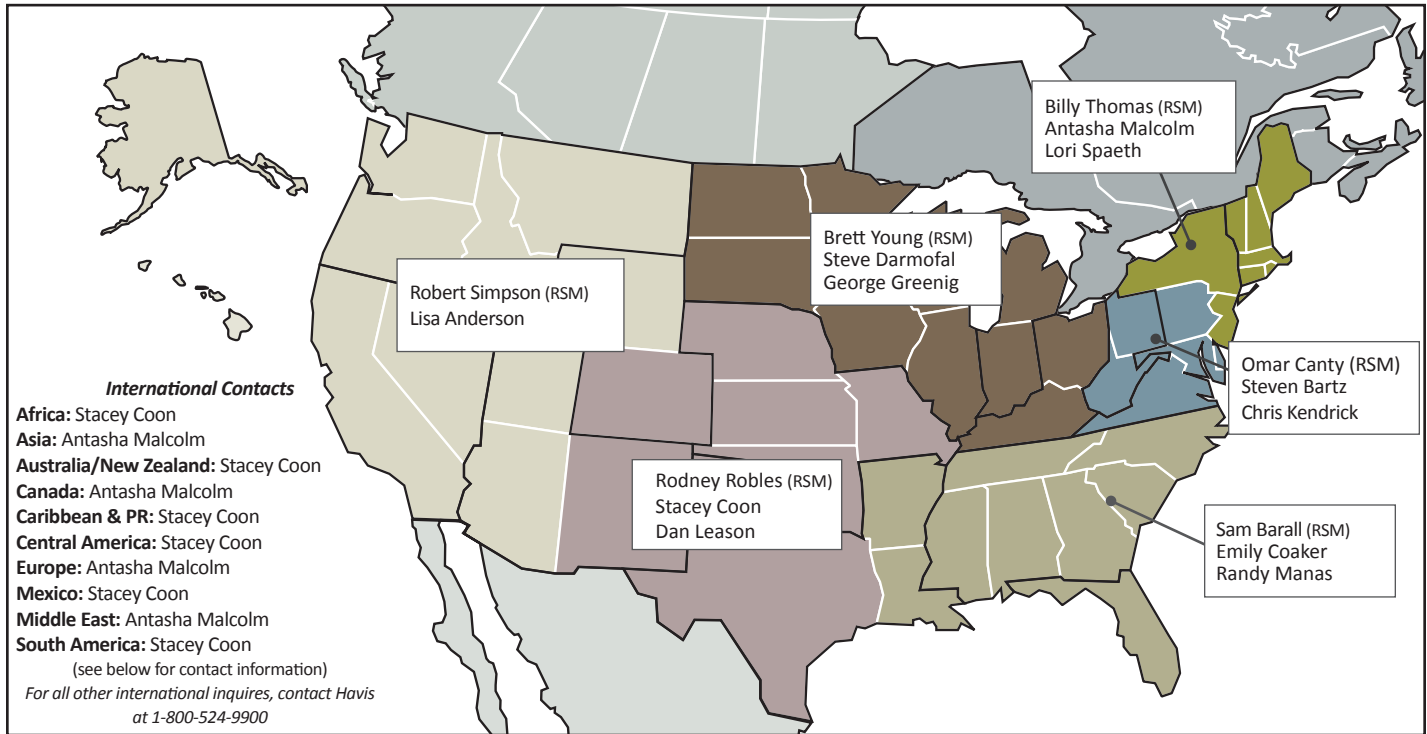 Billy Thomas (RSM)
Antasha Malcolm
Lori Spaeth
Brett Young (RSM)
Steve Darmofal
George Greenig
Robert Simpson (RSM)
Lisa Anderson
Omar Canty (RSM)
Steven Bartz
Chris Kendrick
Rodney Robles (RSM)
Stacey Coon
Dan Leason
Sam Barall (RSM)
Emily Coaker
Randy Manas
International Contacts
Africa: Stacey Coon
Asia: Antasha Malcolm
Australia/New Zealand: Stacey Coon
Canada: Antasha Malcolm
Caribbean & PR: Stacey Coon
Central America: Stacey Coon
Europe: Antasha Malcolm
Mexico: Stacey Coon
Middle East: Antasha Malcolm
South America: Stacey Coon
(see below for contact information)
For all other international inquires, contact Havis
at 1-800-524-9900